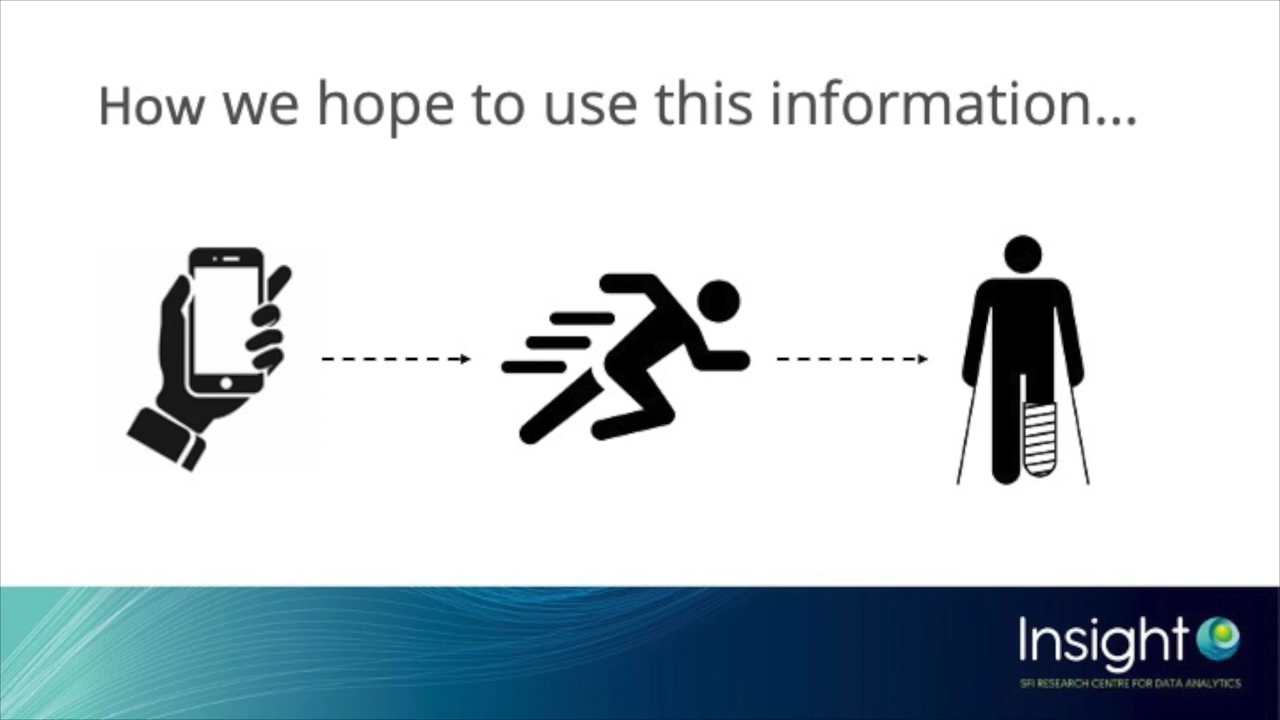 How we hope to use this information...
Insight
SFI RESEARCH CENTRE FOR DATA ANALYTICS